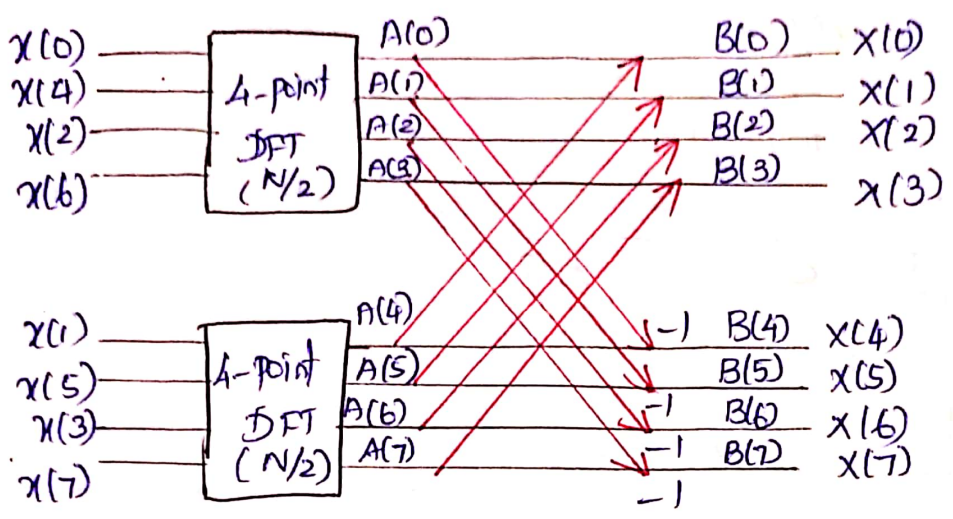 x(0) A(0) B(0) X(0)
x(4) 4-point A(1) B(1) X(1)
x(2) DFT A(2) B(2) X(2)
x(6) (N/2) A(3) B(3) X(3)
x(1) A(4) -1 B(4) X(4)
x(5) 4-point A(5) -1 B(5) X(5)
x(3) DFT A(6) -1 B(6) X(6)
x(7) (N/2) A(7) -1 B(7) X(7)